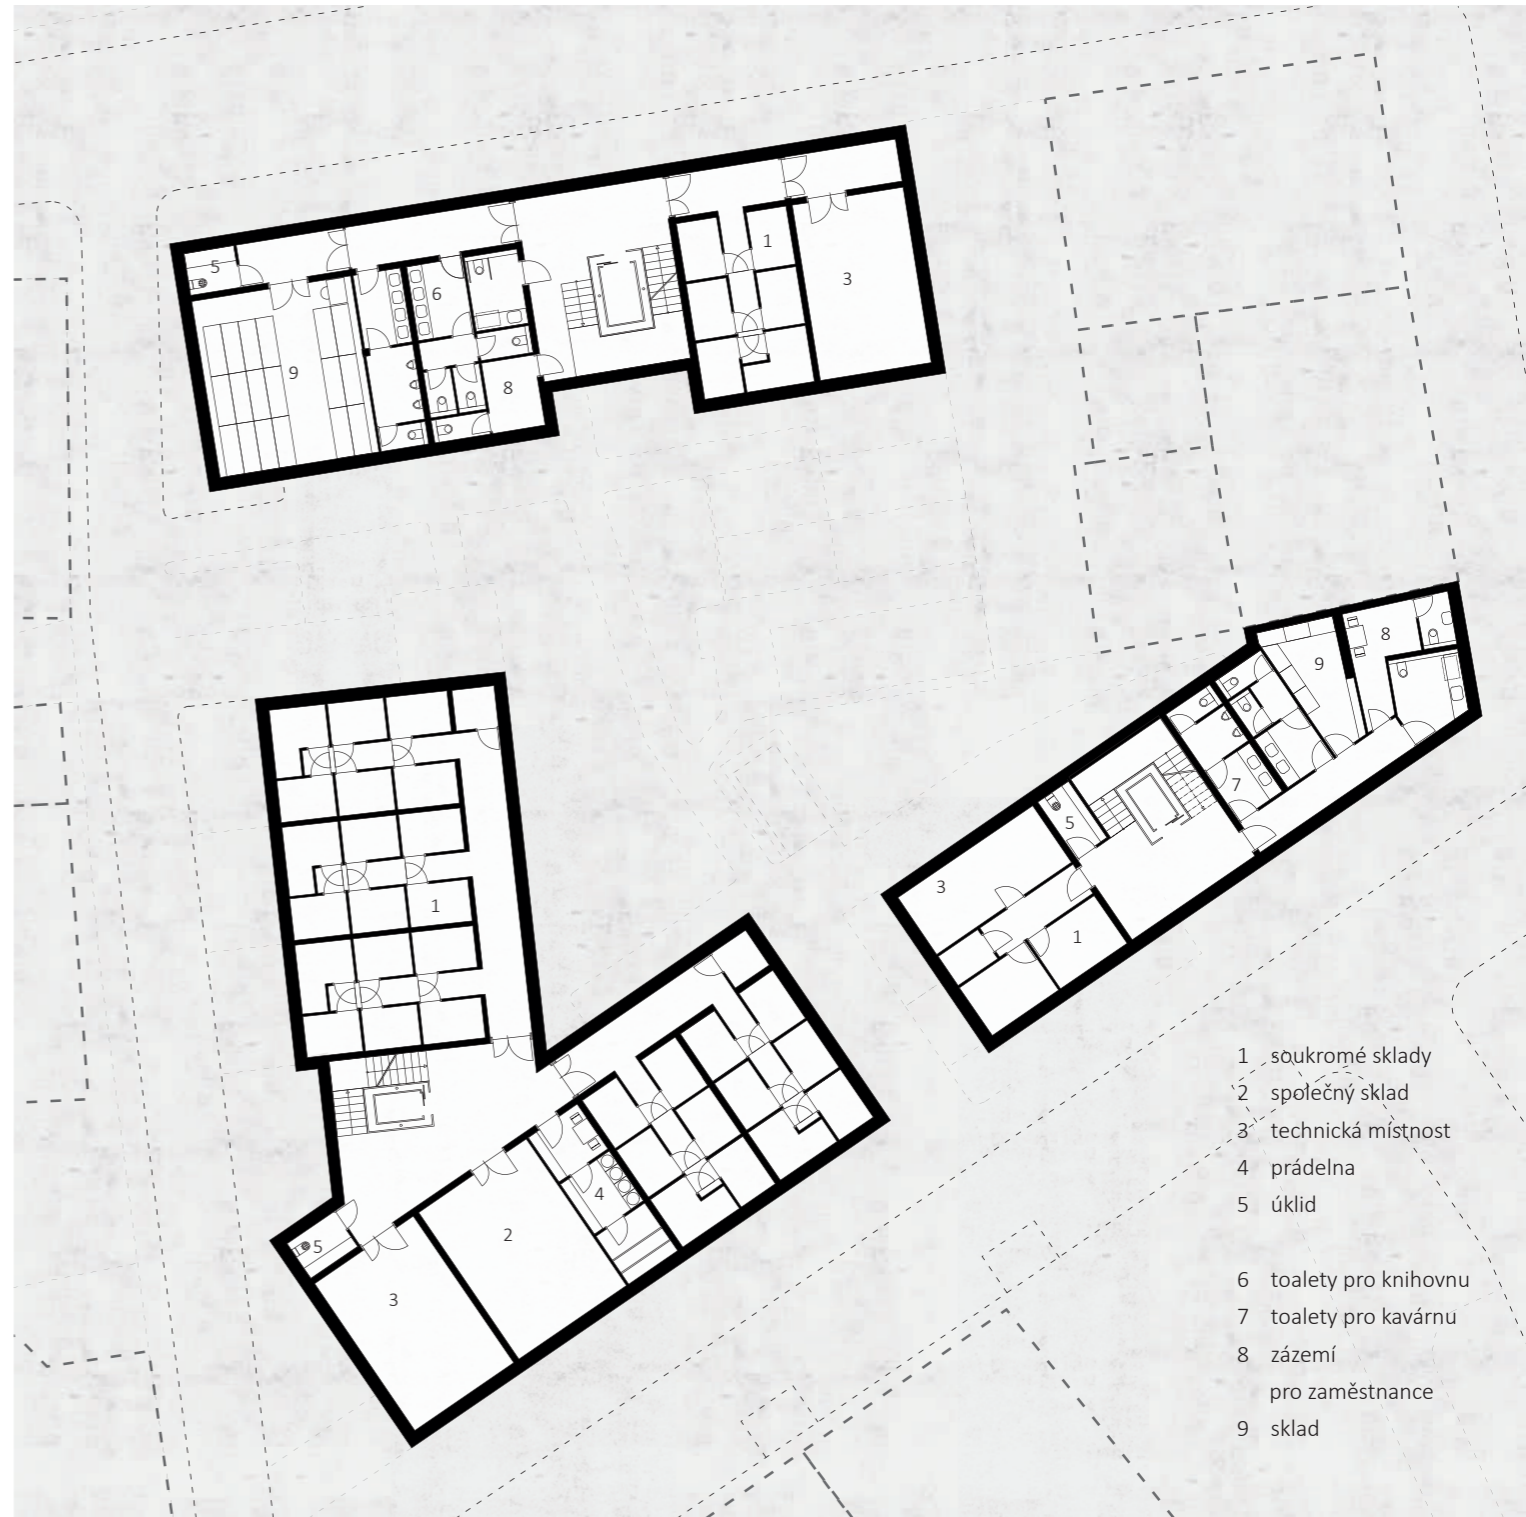 5
1
6
3
9
8
8
9
7
5
3
1
1
4
2
5
3
1 soukromé sklady
2 společný sklad
3 technická místnost
4 prádelna
5 úklid
6 toalety pro knihovnu
7 toalety pro kavárnu
8 zázemí
pro zaměstnance
9 sklad